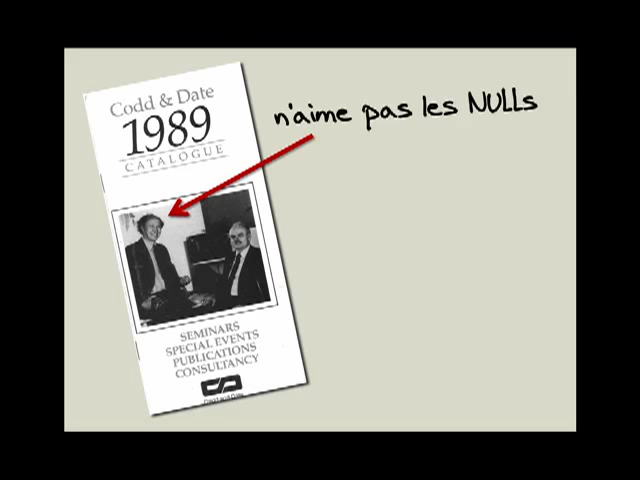 Codd & Date
1989
CATALOGUE
n'aime pas les NULLs
SEMINARS
SPECIAL EVENTS
PUBLICATIONS
CONSULTANCY